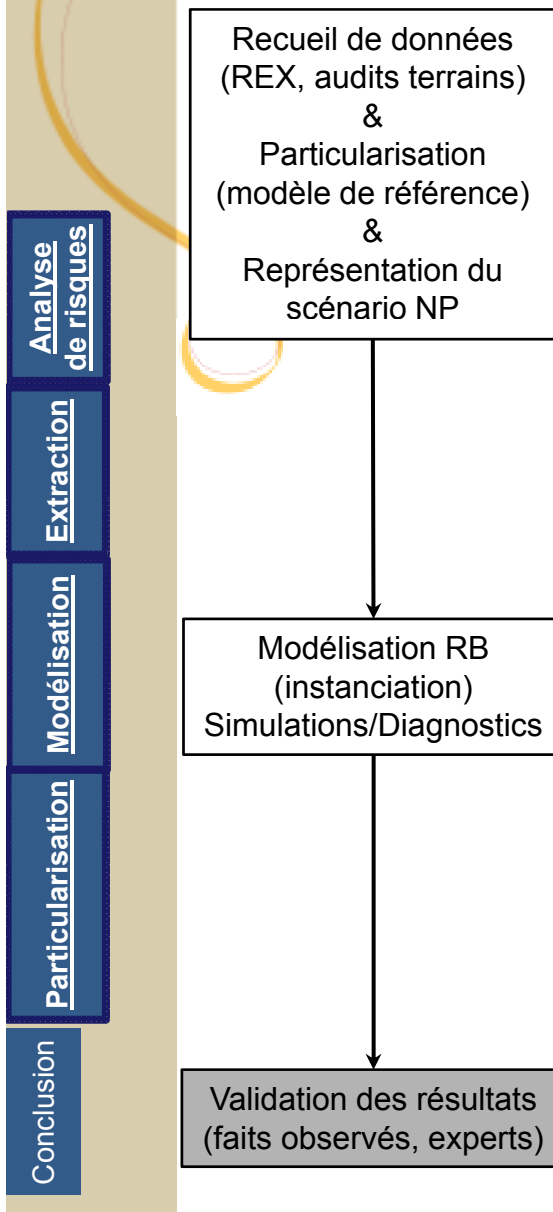 Recueil de données
(REX, audits terrains)
&
Particularisation
(modèle de référence)
&
Représentation du
scénario NP
Analyse
de risques
Extraction
Modélisation
Particularisation
Conclusion
Modélisation RB
(instanciation)
Simulations/Diagnostics
Validation des résultats
(faits observés, experts)